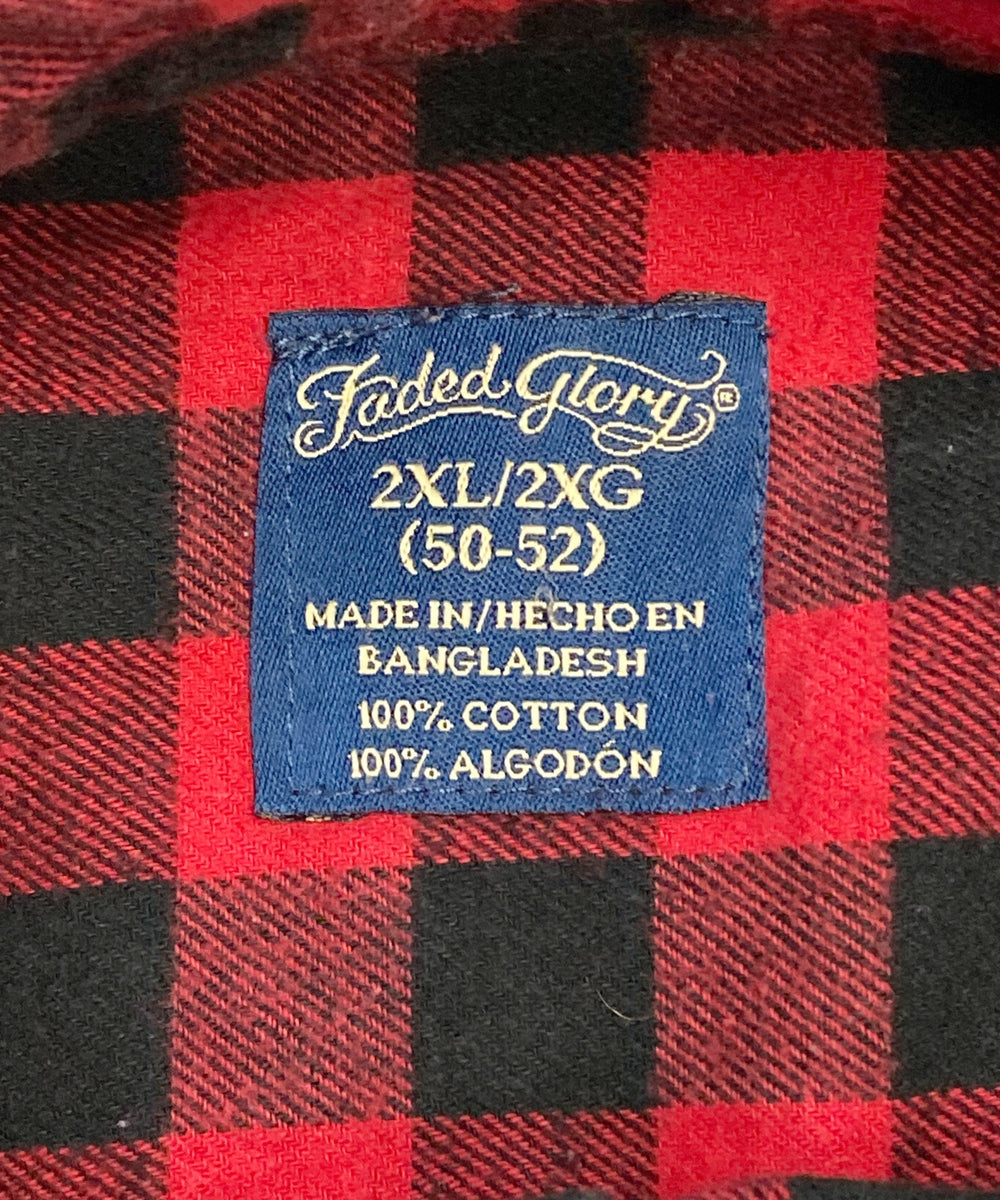 Faded Glory®
2XL/2XG
(50-52)
MADE IN/HECHO EN
BANGLADESH
100% COTTON
100% ALGODÓN